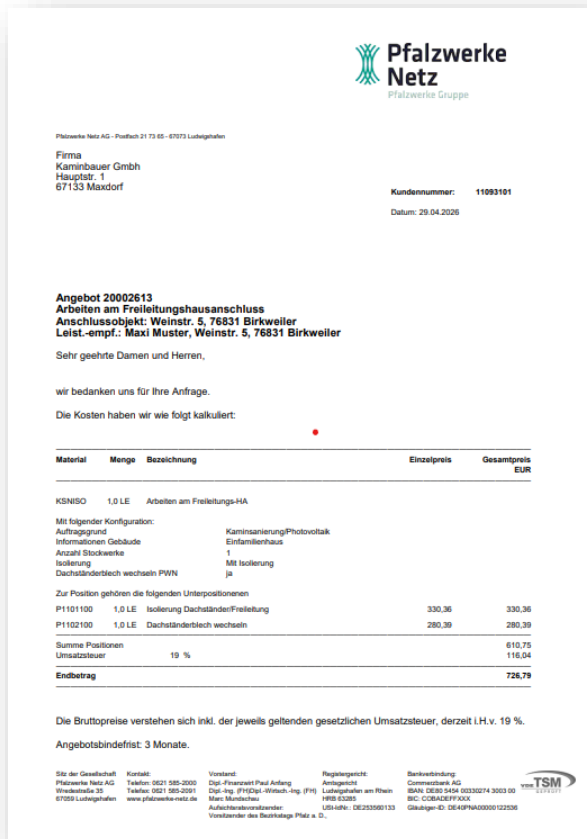 Pfalzwerke
Netz
Pfalzwerke Gruppe
Pfalzwerke Netz AG - Postfach 21 73 65 - 67073 Ludwigshafen
Firma
Kaminbauer Gmbh
Hauptstr. 1
67133 Maxdorf
Kundennummer: 11093101
Datum: 29.04.2026
Angebot 20002613
Arbeiten am Freileitungshausanschluss
Anschlussobjekt: Weinstr. 5, 76831 Birkweiler
Leist.-empf.: Maxi Muster, Weinstr. 5, 76831 Birkweiler
Sehr geehrte Damen und Herren,
wir bedanken uns für Ihre Anfrage.
Die Kosten haben wir wie folgt kalkuliert:
Material Menge Bezeichnung Einzelpreis Gesamtpreis
EUR
KSNISO 1,0 LE Arbeiten am Freileitungs-HA
Mit folgender Konfiguration:
Auftragsgrund Kaminsanierung/Photovoltaik
Informationen Gebäude Einfamilienhaus
Anzahl Stockwerke 1
Isolierung Mit Isolierung
Dachständerblech wechseln PWN ja
Zur Position gehören die folgenden Unterpositionenen
P1101100 1,0 LE Isolierung Dachständer/Freileitung 330,36 330,36
P1102100 1,0 LE Dachständerblech wechseln 280,39 280,39
Summe Positionen 610,75
Umsatzsteuer 19 % 116,04
Endbetrag 726,79
Die Bruttopreise verstehen sich inkl. der jeweils geltenden gesetzlichen Umsatzsteuer, derzeit i.H.v. 19 %.
Angebotsbindefrist: 3 Monate.
Sitz der Gesellschaft Kontakt: Vorstand: Registergericht: Bankverbindung:
Pfalzwerke Netz AG Telefon: 0621 585-2000 Dipl.-Finanzwirt Paul Anfang Amtsgericht Commerzbank AG
Wredestraße 35 Telefax: 0621 585-2091 Dipl.-Ing. (FH)Dipl.-Wirtsch.-Ing. (FH) Ludwigshafen am Rhein IBAN: DE80 5454 00330274 3003 00
67059 Ludwigshafen www.pfalzwerke-netz.de Marc Mundschau HRB 63285 BIC: COBADEFFXXX
Aufsichtsratsvorsitzender: USt-IdNr.: DE253560133 Gläubiger-ID: DE40PNA00000122536
Vorsitzender des Bezirkstags Pfalz a. D.,
VDE TSM
GEPRÜFT